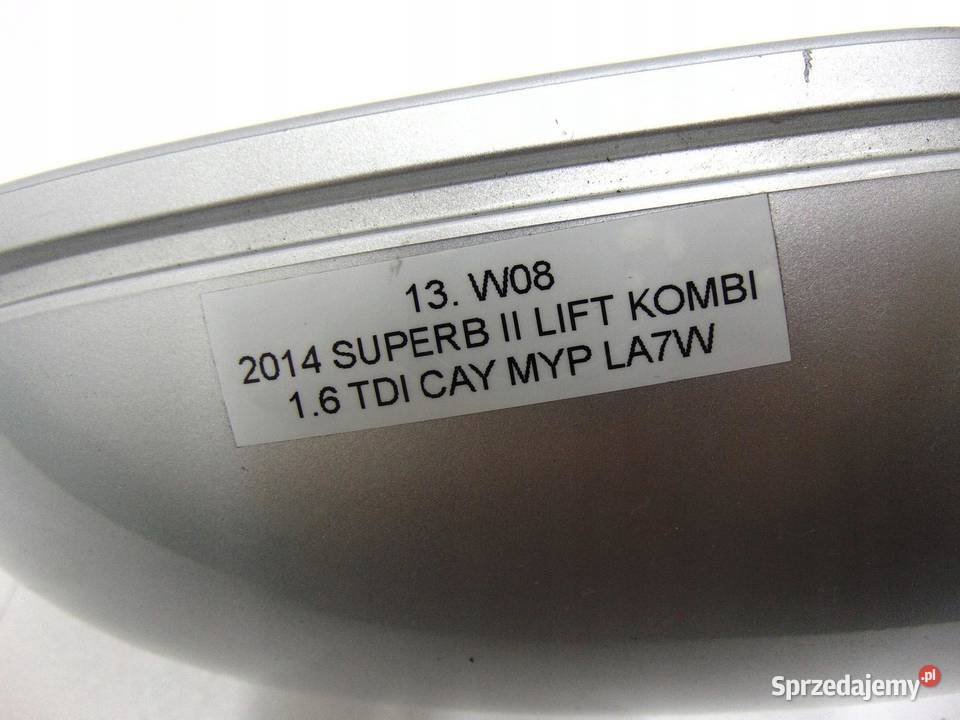 13. W08
2014 SUPERB II LIFT KOMBI
1.6 TDI CAY MYP LA7W
Sprzedajemy.pl